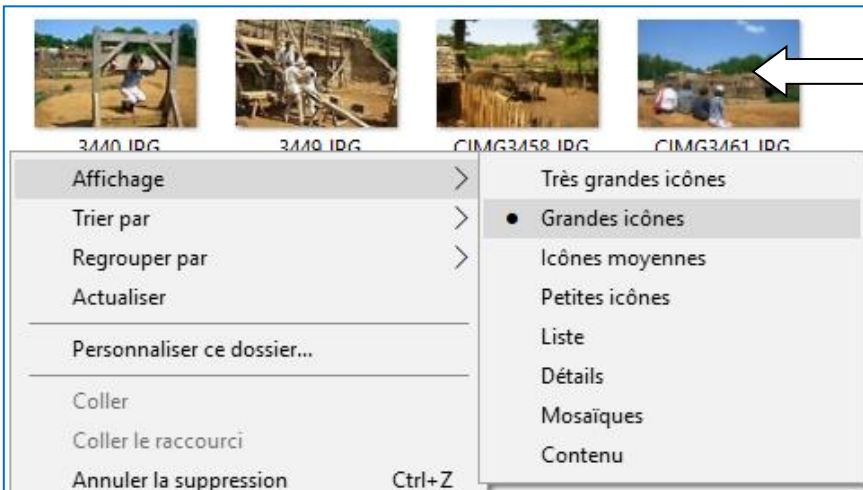 3440.JPG
3449.JPG
CIMG3458.JPG
CIMG3461.JPG
Affichage
Trier par
Regrouper par
Actualiser
Personnaliser ce dossier...
Coller
Coller le raccourci
Annuler la suppression Ctrl+Z
Très grandes icônes
Grandes icônes
Icônes moyennes
Petites icônes
Liste
Détails
Mosaïques
Contenu